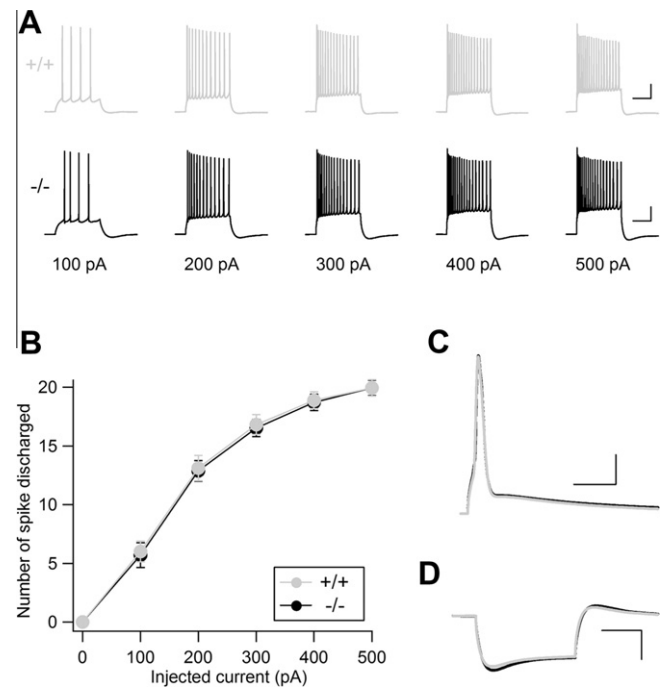 A
+/+
-/-
100 pA 200 pA 300 pA 400 pA 500 pA
B
Number of spike discharged
20
15
10
5
0
+/+
-/-
0 100 200 300 400 500
Injected current (pA)
C
D